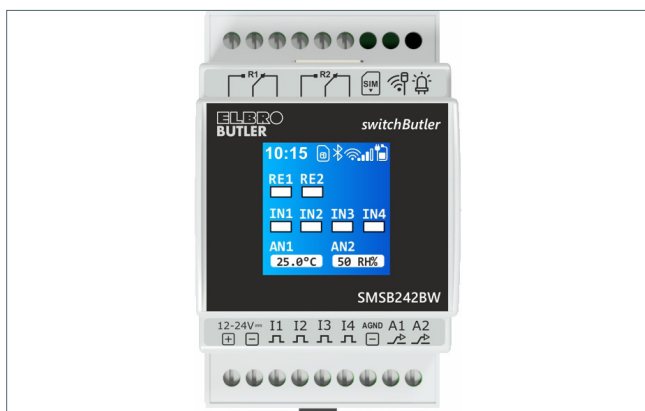 R1 R2 SIM
ELBRO
BUTLER
switchButler
10:15
RE1 RE2
IN1 IN2 IN3 IN4
AN1 AN2
25.0°C 50 RH%
SMSB242BW
12-24V⎓ I1 I2 I3 I4 AGND A1 A2
+ - -